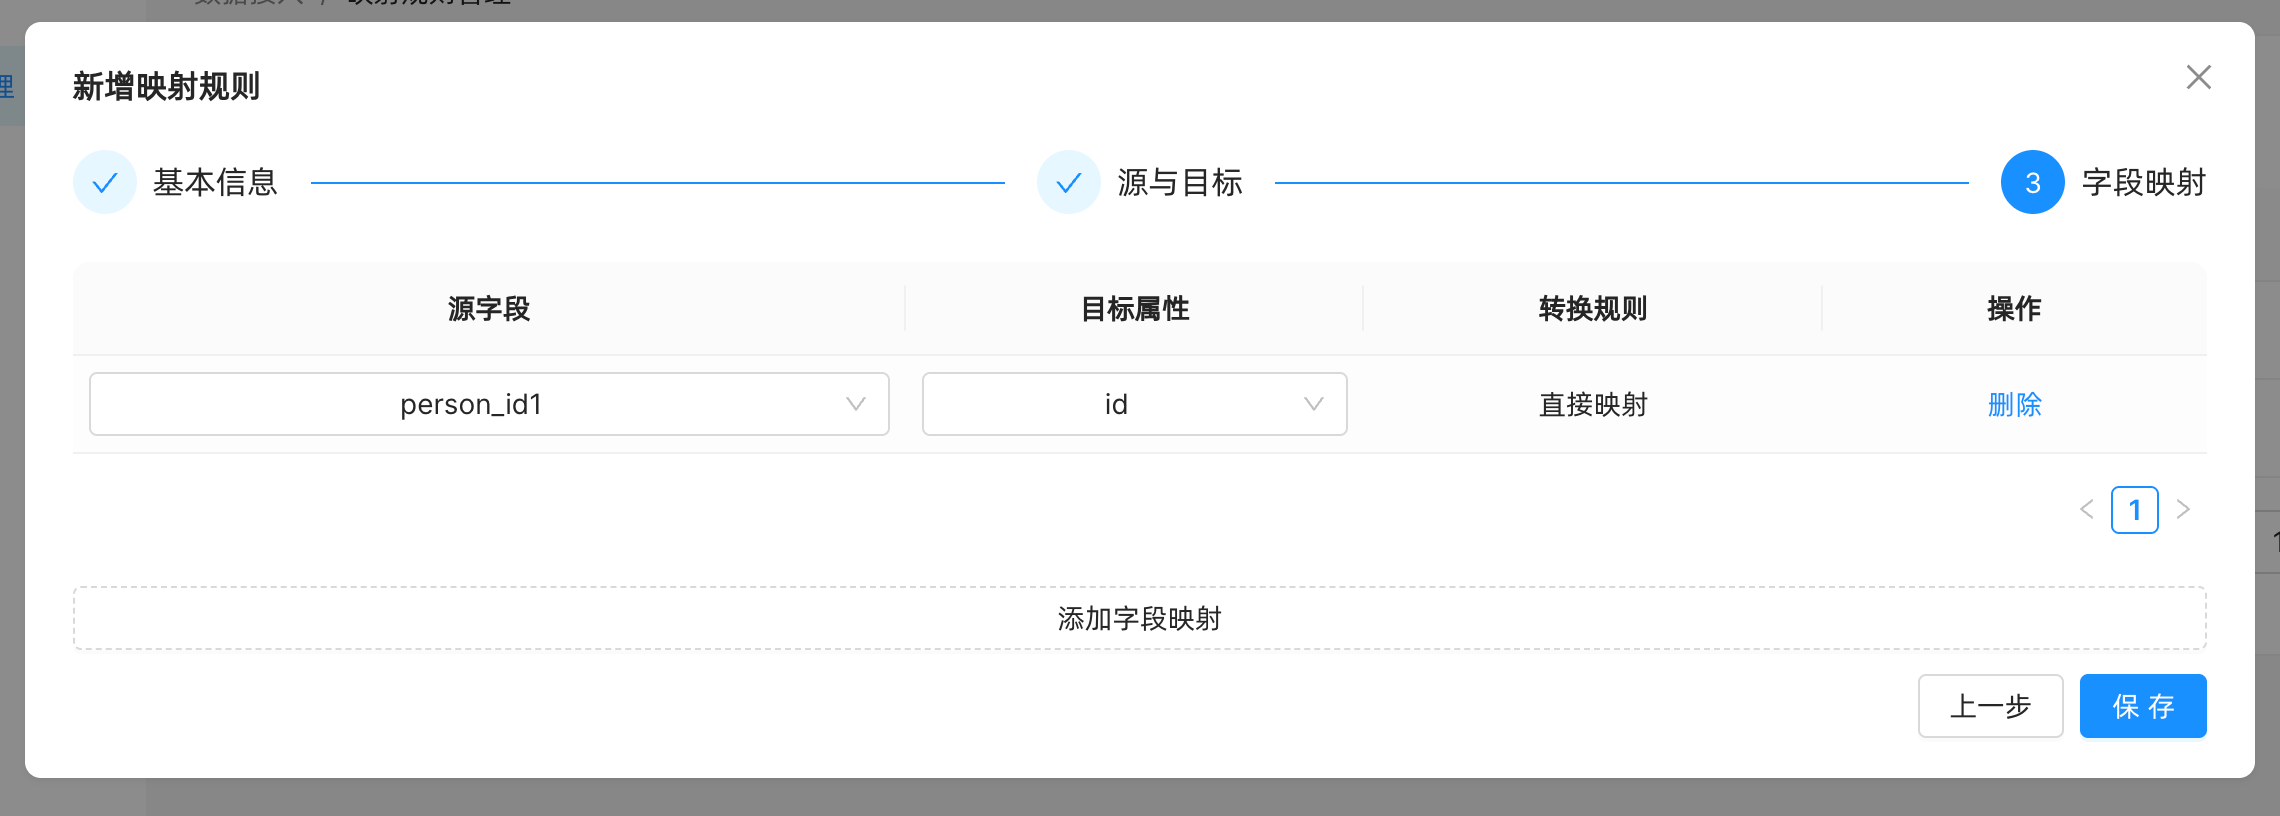 新增映射规则
基本信息
源与目标
3 字段映射
源字段 目标属性 转换规则 操作
person_id1 id 直接映射 删除
1
添加字段映射
上一步 保存